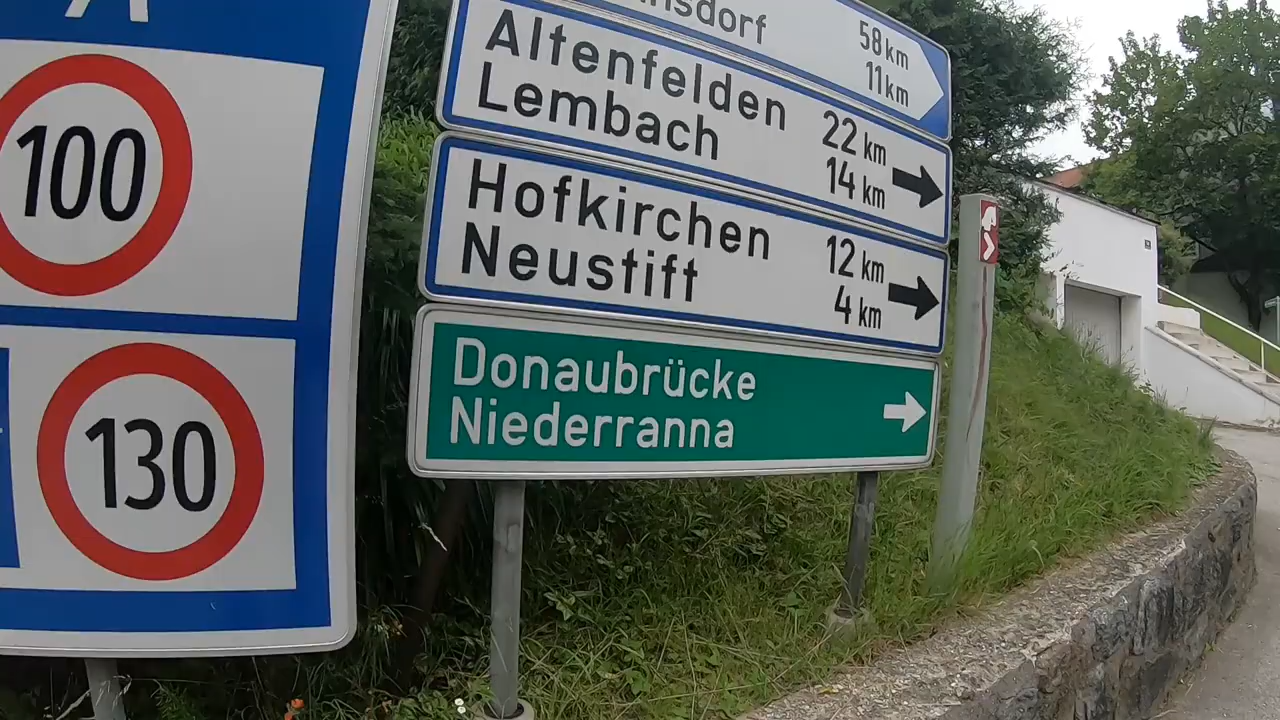 100
130
58 km
11 km
Altenfelden 22 km
Lembach 14 km
Hofkirchen 12 km
Neustift 4 km
Donaubrücke
Niederranna